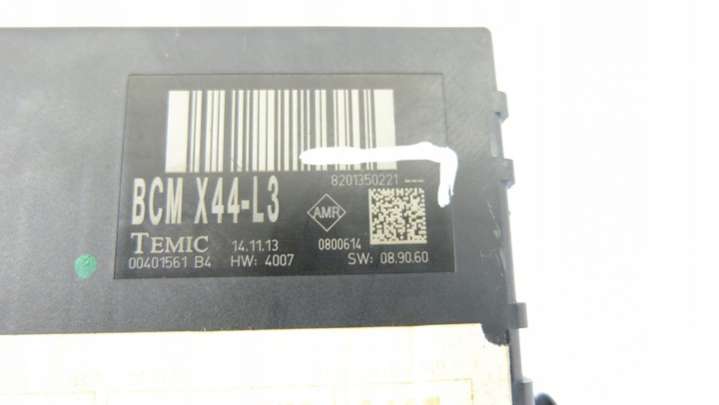 8201350221
BCM X44-L3
AMR
TEMIC 14.11.13 0800614
00401561 B4 HW: 4007 SW: 08.90.60